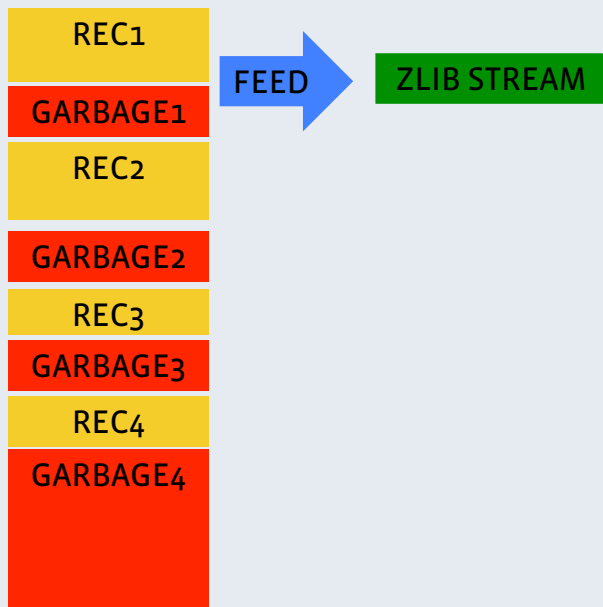 REC1
FEED
ZLIB STREAM
GARBAGE1
REC2
GARBAGE2
REC3
GARBAGE3
REC4
GARBAGE4